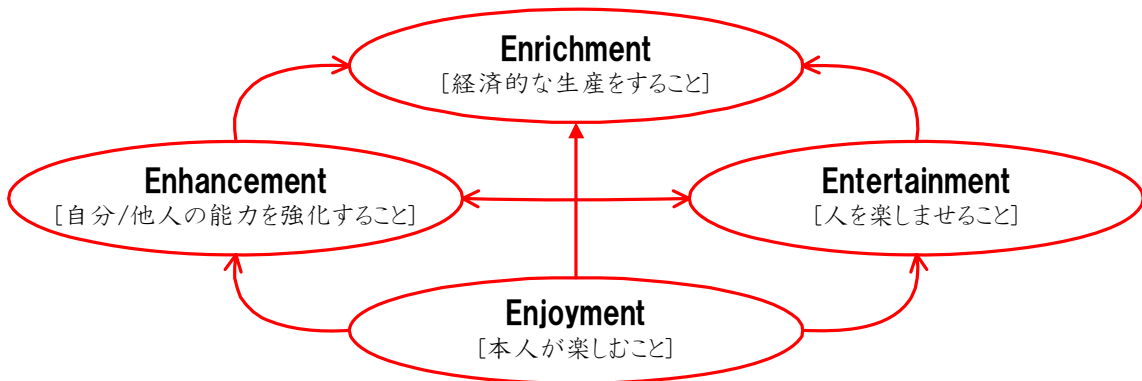 Enrichment
[経済的な生産をすること]
Enhancement
[自分/他人の能力を強化すること]
Entertainment
[人を楽しませること]
Enjoyment
[本人が楽しむこと]